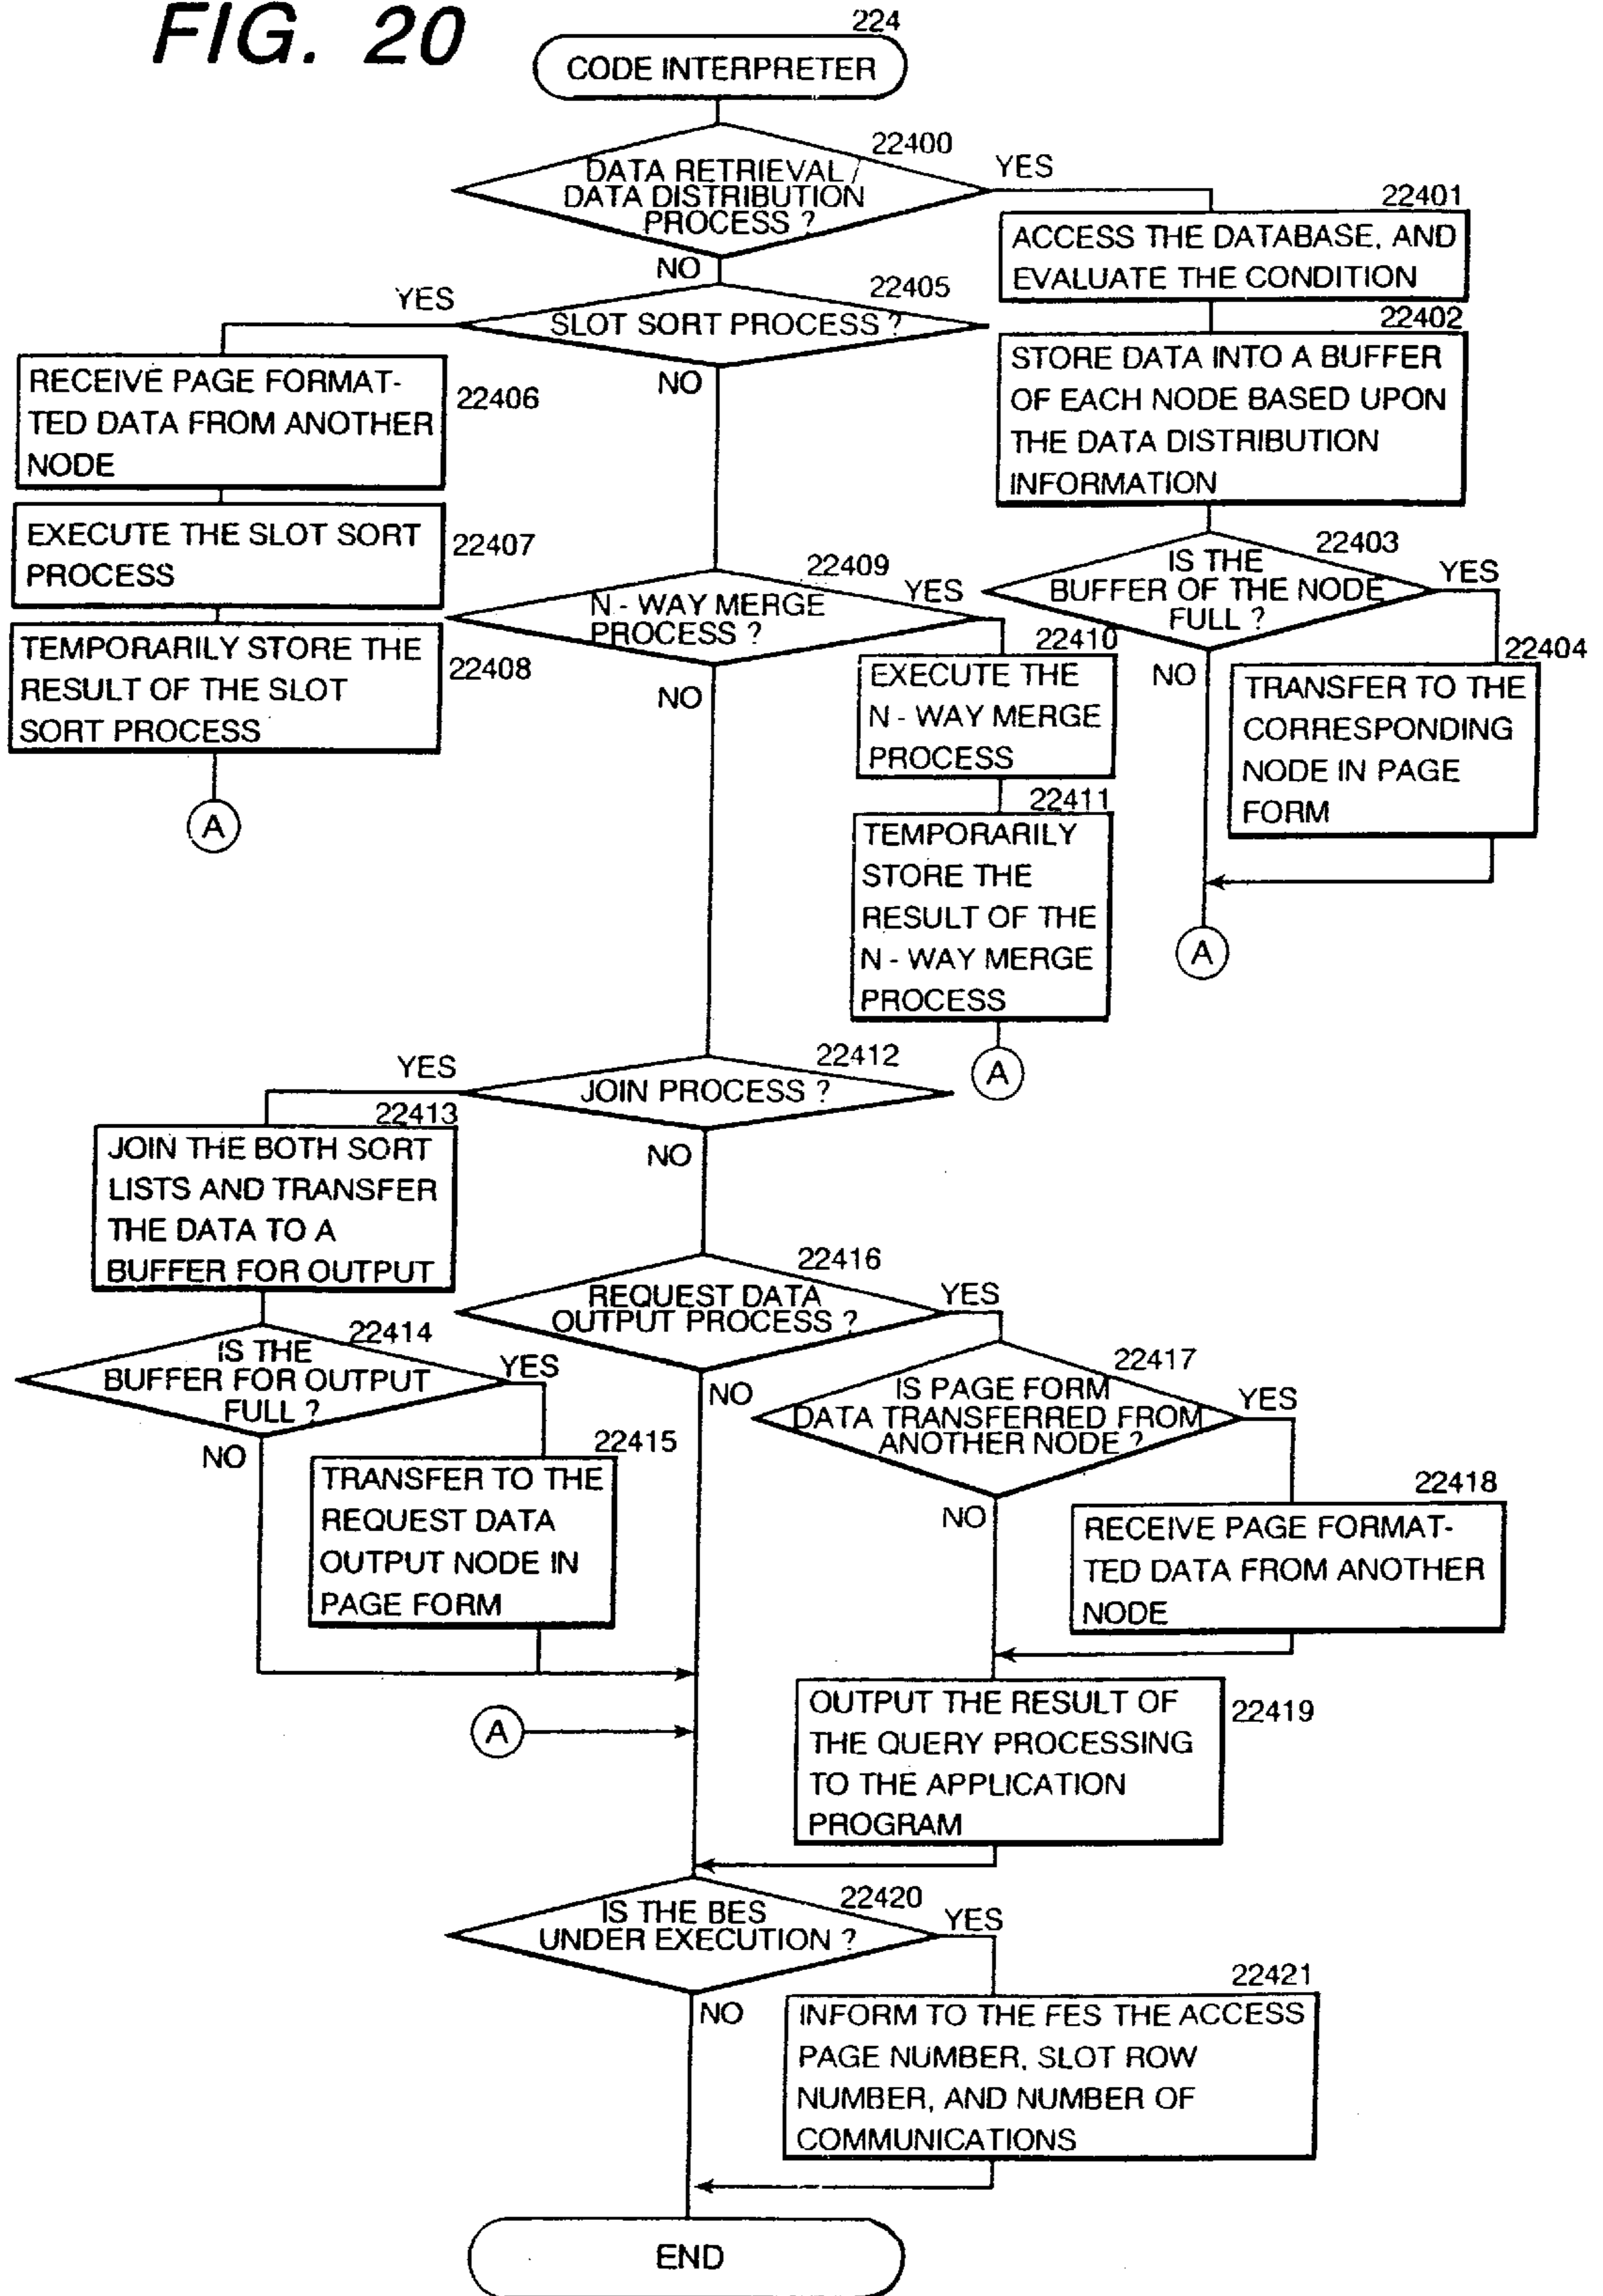 FIG. 20
224
CODE INTERPRETER
22400
DATA RETRIEVAL /
DATA DISTRIBUTION
PROCESS ?
YES
NO
22401
ACCESS THE DATABASE, AND
EVALUATE THE CONDITION
22402
STORE DATA INTO A BUFFER
OF EACH NODE BASED UPON
THE DATA DISTRIBUTION
INFORMATION
22403
IS THE
BUFFER OF THE NODE
FULL ?
YES
NO
22404
TRANSFER TO THE
CORRESPONDING
NODE IN PAGE
FORM
A
22405
SLOT SORT PROCESS ?
YES
NO
RECEIVE PAGE FORMAT-
TED DATA FROM ANOTHER
NODE
22406
EXECUTE THE SLOT SORT
PROCESS
22407
TEMPORARILY STORE THE
RESULT OF THE SLOT
SORT PROCESS
22408
A
22409
N - WAY MERGE
PROCESS ?
YES
NO
22410
EXECUTE THE
N - WAY MERGE
PROCESS
22411
TEMPORARILY
STORE THE
RESULT OF THE
N - WAY MERGE
PROCESS
A
22412
JOIN PROCESS ?
YES
NO
22413
JOIN THE BOTH SORT
LISTS AND TRANSFER
THE DATA TO A
BUFFER FOR OUTPUT
22414
IS THE
BUFFER FOR OUTPUT
FULL ?
YES
NO
22415
TRANSFER TO THE
REQUEST DATA
OUTPUT NODE IN
PAGE FORM
22416
REQUEST DATA
OUTPUT PROCESS ?
YES
NO
22417
IS PAGE FORM
DATA TRANSFERRED FROM
ANOTHER NODE ?
YES
NO
22418
RECEIVE PAGE FORMAT-
TED DATA FROM ANOTHER
NODE
OUTPUT THE RESULT OF
THE QUERY PROCESSING
TO THE APPLICATION
PROGRAM
22419
A
22420
IS THE BES
UNDER EXECUTION ?
YES
NO
22421
INFORM TO THE FES THE ACCESS
PAGE NUMBER, SLOT ROW
NUMBER, AND NUMBER OF
COMMUNICATIONS
END